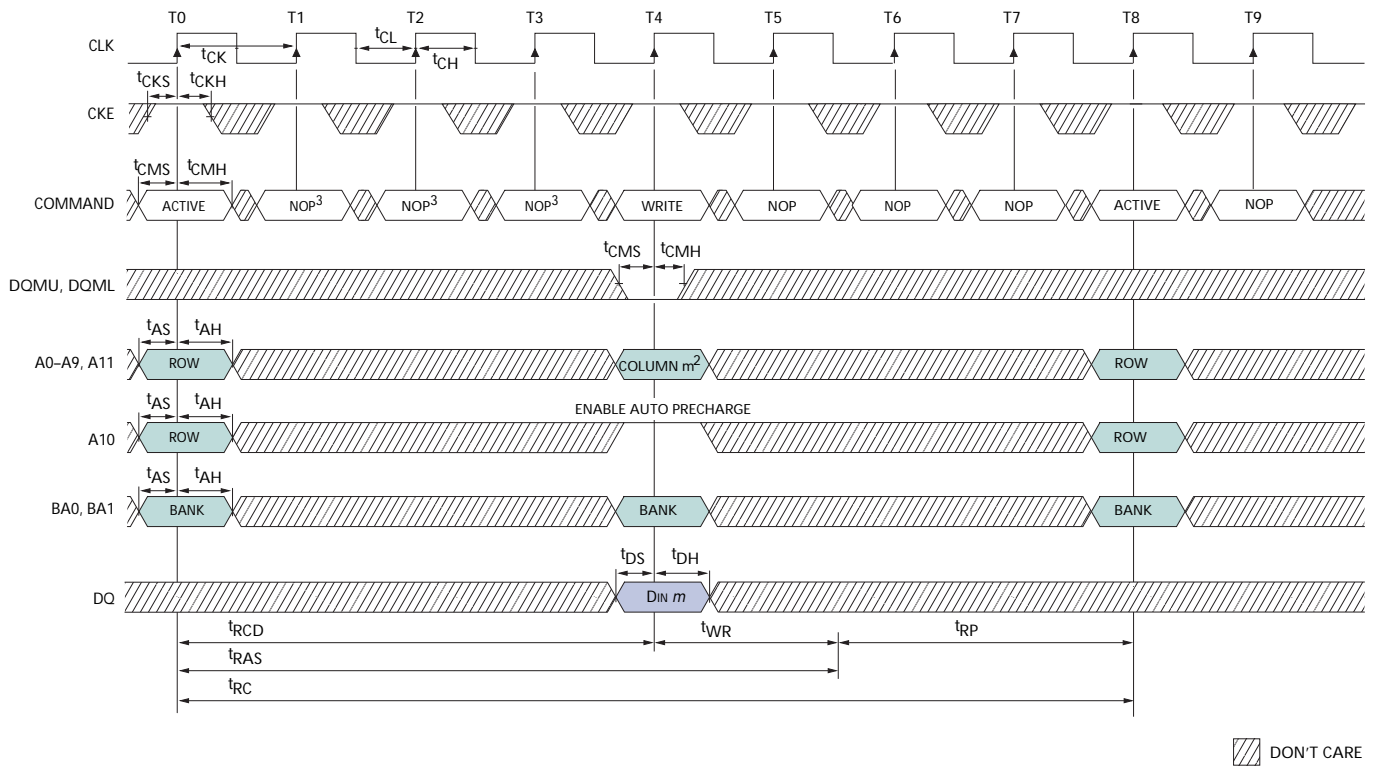 T0 T1 T2 T3 T4 T5 T6 T7 T8 T9
CLK
tCK
tCL
tCH
tCKS tCKH
CKE
tCMS tCMH
COMMAND
ACTIVE NOP3 NOP3 NOP3 WRITE NOP NOP NOP ACTIVE NOP
tCMS tCMH
DQMU, DQML
tAS tAH
A0–A9, A11
ROW COLUMN m2 ROW
tAS tAH
ENABLE AUTO PRECHARGE
A10
ROW ROW
tAS tAH
BA0, BA1
BANK BANK BANK
tDS tDH
DQ
DIN m
tRCD tWR tRP
tRAS
tRC
DON'T CARE